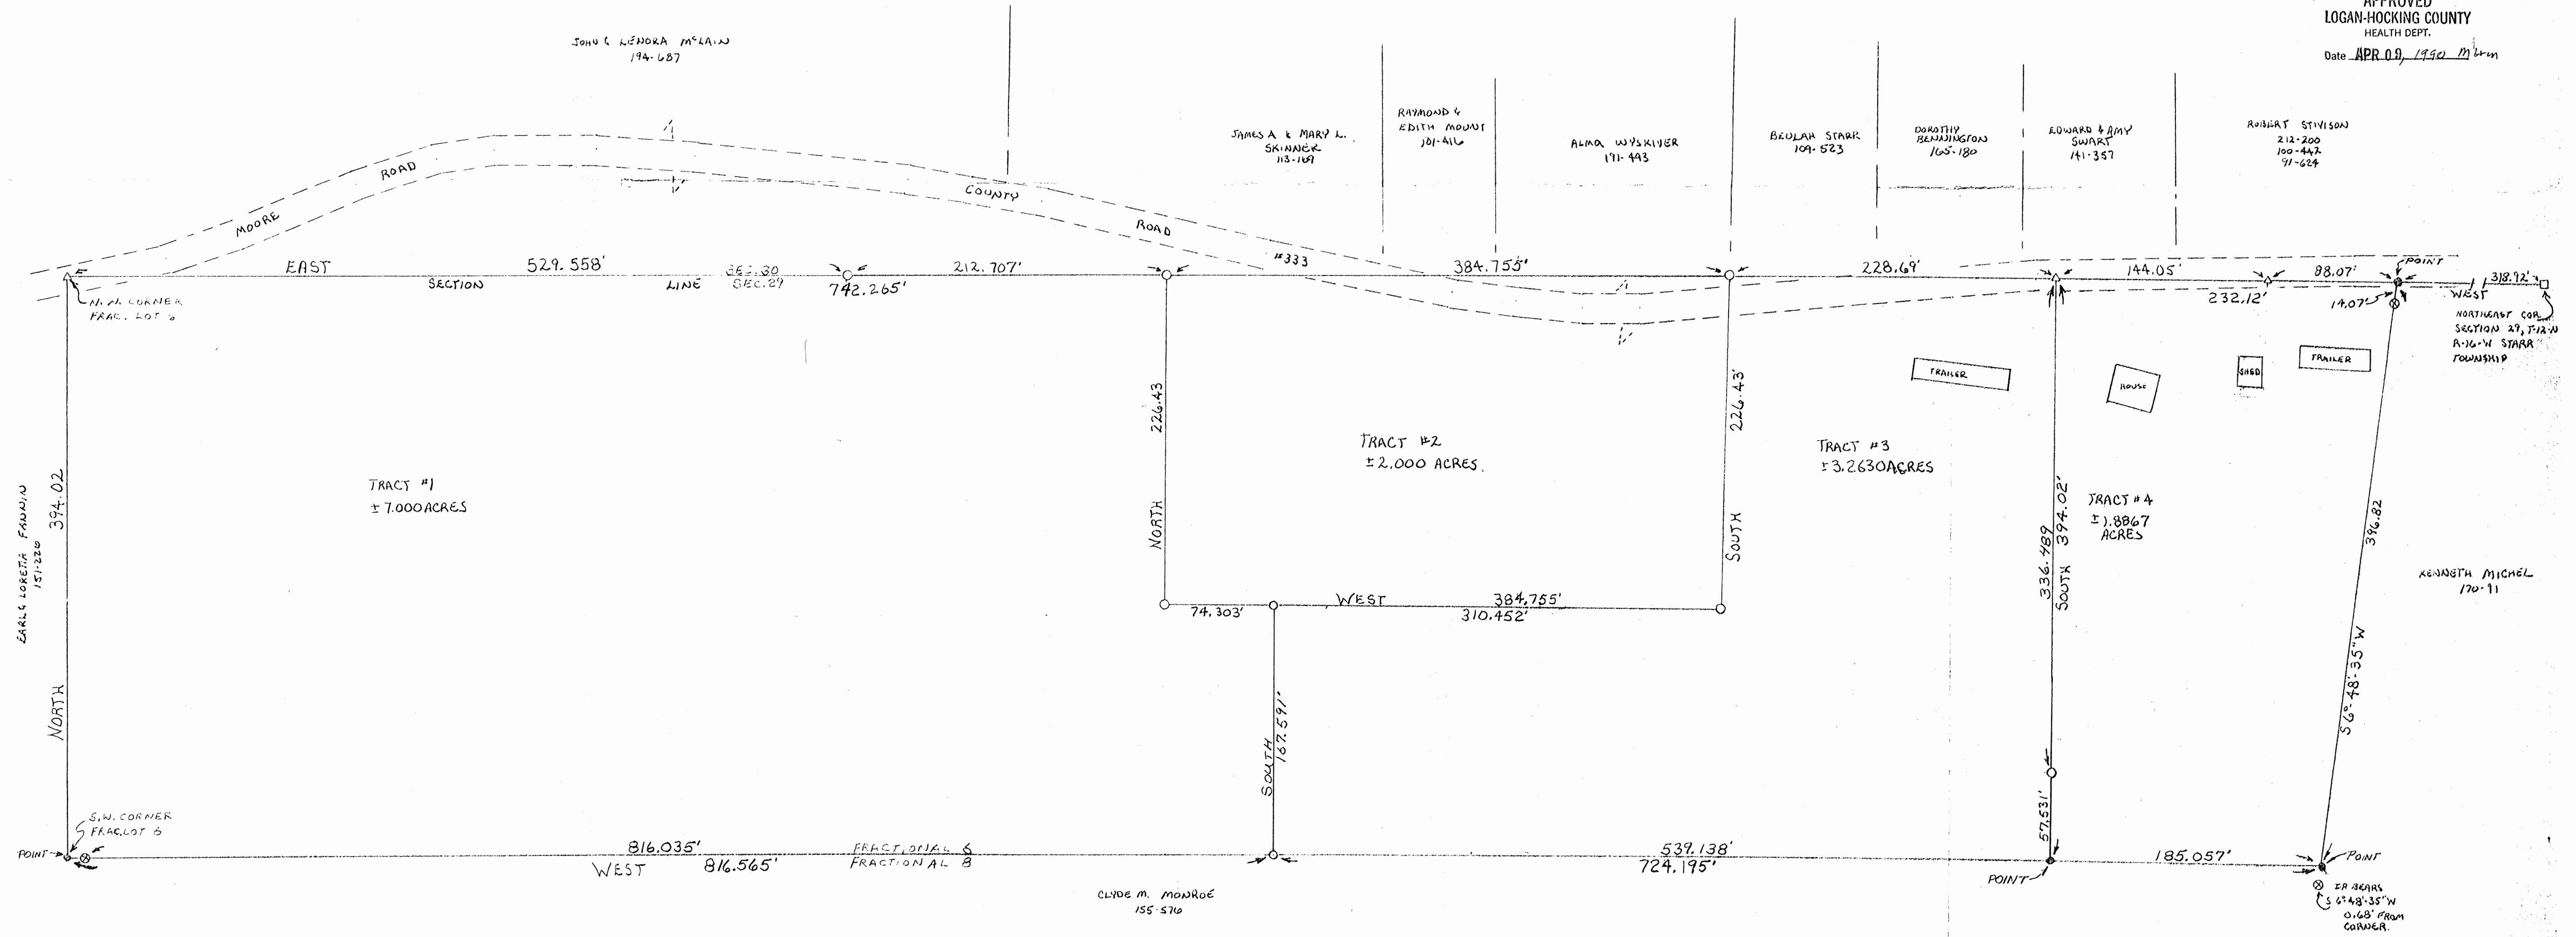 APPROVED
LOGAN-HOCKING COUNTY
HEALTH DEPT.
Date APR 09, 1990
JOHN & LENORA McLAIN
194-687
JAMES A & MARY L.
SKINNER
113-169
RAYMOND &
EDITH MOUNT
101-416
ALMA WYSKIVER
171-493
BEULAH STARR
109-523
DOROTHY
BENNINGTON
165-180
EDWARD & AMY
SWART
141-357
ROBERT STIVISON
212-200
100-442
91-624
MOORE
ROAD
COUNTY
ROAD
#333
EAST
529.558'
SEC. 30
212.707'
384.755'
228.69'
144.05'
88.07'
POINT
318.92'
SECTION
LINE
SEC. 29
742.265'
232.12'
14.07'
WEST
N.W. CORNER
FRAC. LOT 6
NORTHEAST COR.
SECTION 29, T-12-N
R-16-W STARR
TOWNSHIP
TRAILER
HOUSE
SHED
TRAILER
EARL & LORETTA FANNIN
151-226
NORTH 394.02
TRACT #1
± 7.000 ACRES
NORTH 226.43
TRACT #2
± 2.000 ACRES.
SOUTH 226.43'
TRACT #3
± 3.2630 ACRES
336.489
SOUTH 394.02'
TRACT #4
± 1.8867
ACRES
396.82
S 6°-48'-35" W
KENNETH MICHEL
170-91
74.303'
WEST
384.755'
310.452'
SOUTH
167.591'
57.531'
S.W. CORNER
FRAC. LOT 6
POINT
816.035'
FRACTIONAL 6
WEST
816.565'
FRACTIONAL 8
539.138'
724.195'
185.057'
POINT
POINT
CLYDE M. MONROE
155-576
I.P. BEARS
S 6°-48'-35" W
0.68' FROM
CORNER.